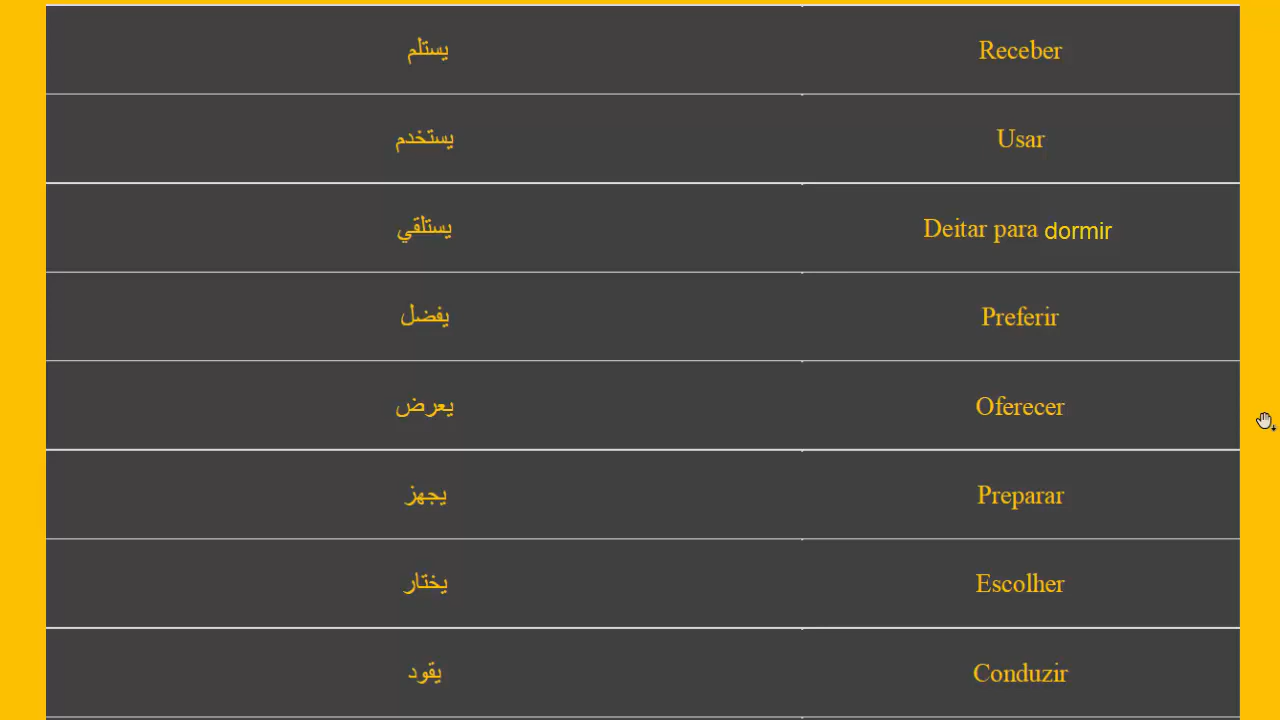 يستلم Receber
يستخدم Usar
يستلقي Deitar para dormir
يفضل Preferir
يعرض Oferecer
يجهز Preparar
يختار Escolher
يقود Conduzir